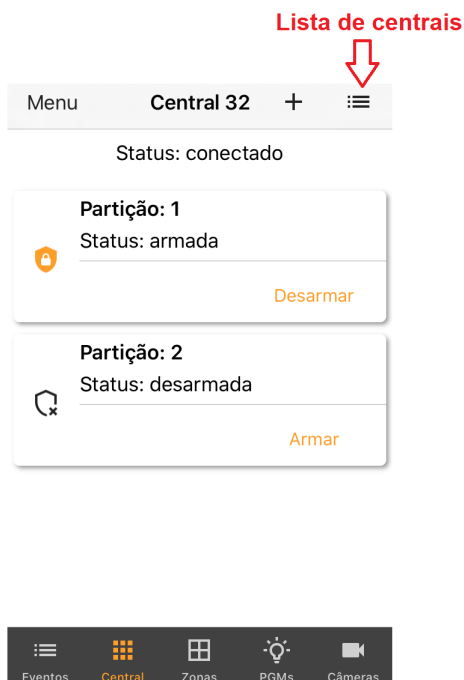 Lista de centrais
Menu Central 32 +
Status: conectado
Partição: 1
Status: armada
Desarmar
Partição: 2
Status: desarmada
Armar
Eventos Central Zonas PGMs Câmeras